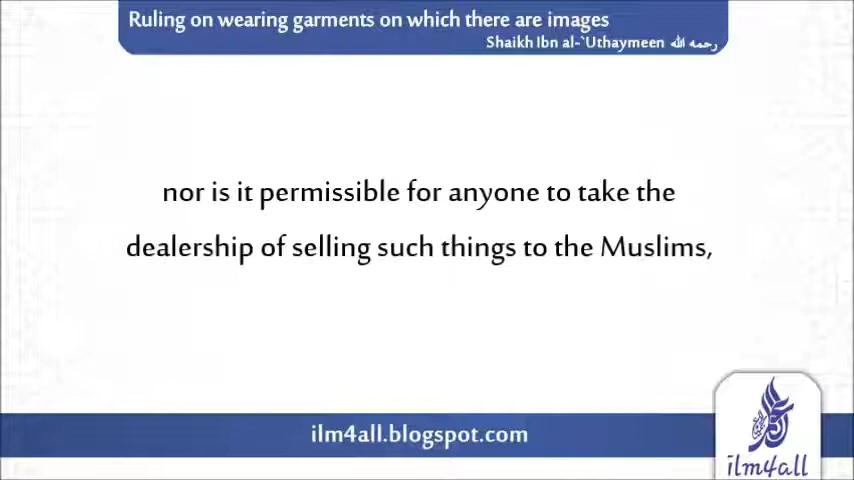 Ruling on wearing garments on which there are images
Shaikh Ibn al-`Uthaymeen رحمه الله
nor is it permissible for anyone to take the
dealership of selling such things to the Muslims,
ilm4all.blogspot.com
ilm4all